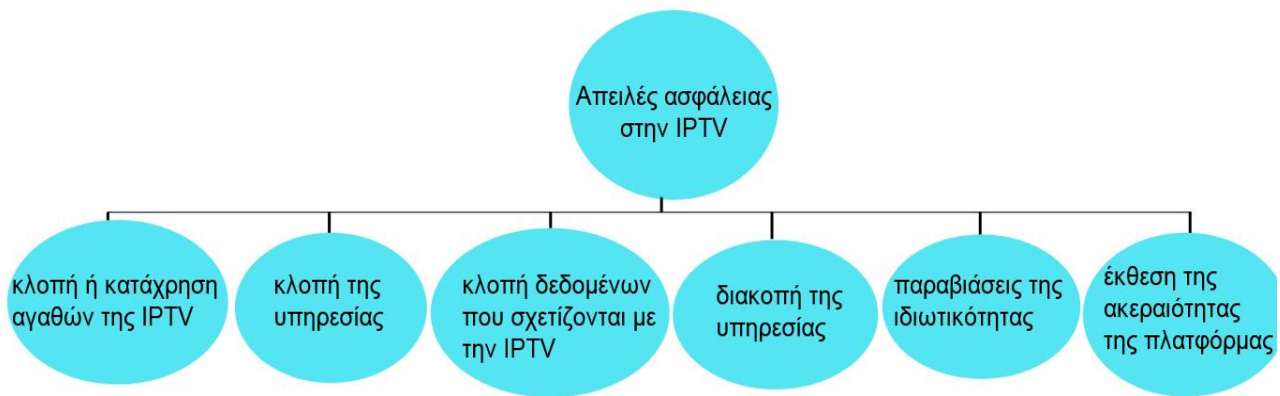 Απειλές ασφάλειας
στην IPTV
κλοπή ή κατάχρηση
αγαθών της IPTV
κλοπή της
υπηρεσίας
κλοπή δεδομένων
που σχετίζονται με
την IPTV
διακοπή της
υπηρεσίας
παραβιάσεις της
ιδιωτικότητας
έκθεση της
ακεραιότητας
της πλατφόρμας